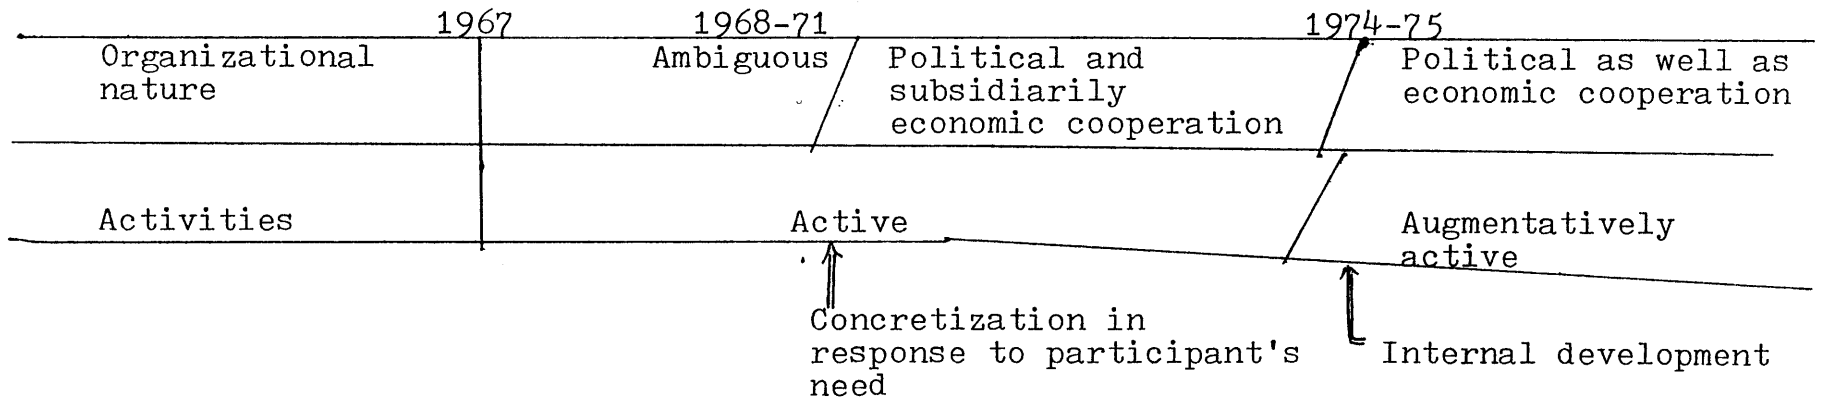 1967 1968-71 1974-75
Organizational
nature
Ambiguous
Political and
subsidiarily
economic cooperation
Political as well as
economic cooperation
Activities
Active
Augmentatively
active
Concretization in
response to participant's
need
Internal development